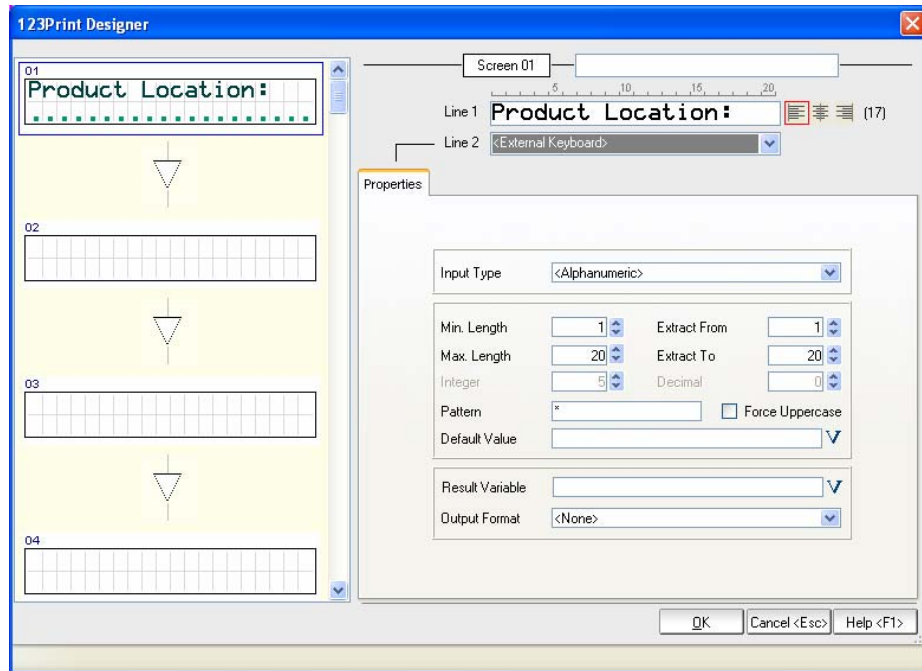 123Print Designer
01
Product Location:
....................
02
03
04
Screen 01
5 10 15 20
Line 1 Product Location: (17)
Line 2 <External Keyboard>
Properties
Input Type <Alphanumeric>
Min. Length 1 Extract From 1
Max. Length 20 Extract To 20
Integer 5 Decimal 0
Pattern * Force Uppercase
Default Value V
Result Variable V
Output Format <None>
OK Cancel <Esc> Help <F1>